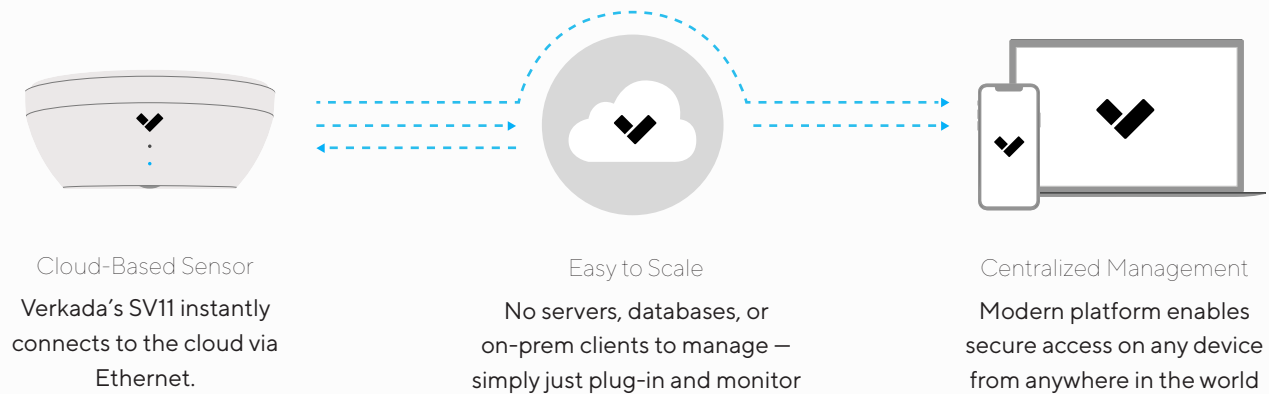 Cloud-Based Sensor
Verkada's SV11 instantly
connects to the cloud via
Ethernet.
Easy to Scale
No servers, databases, or
on-prem clients to manage —
simply just plug-in and monitor
Centralized Management
Modern platform enables
secure access on any device
from anywhere in the world